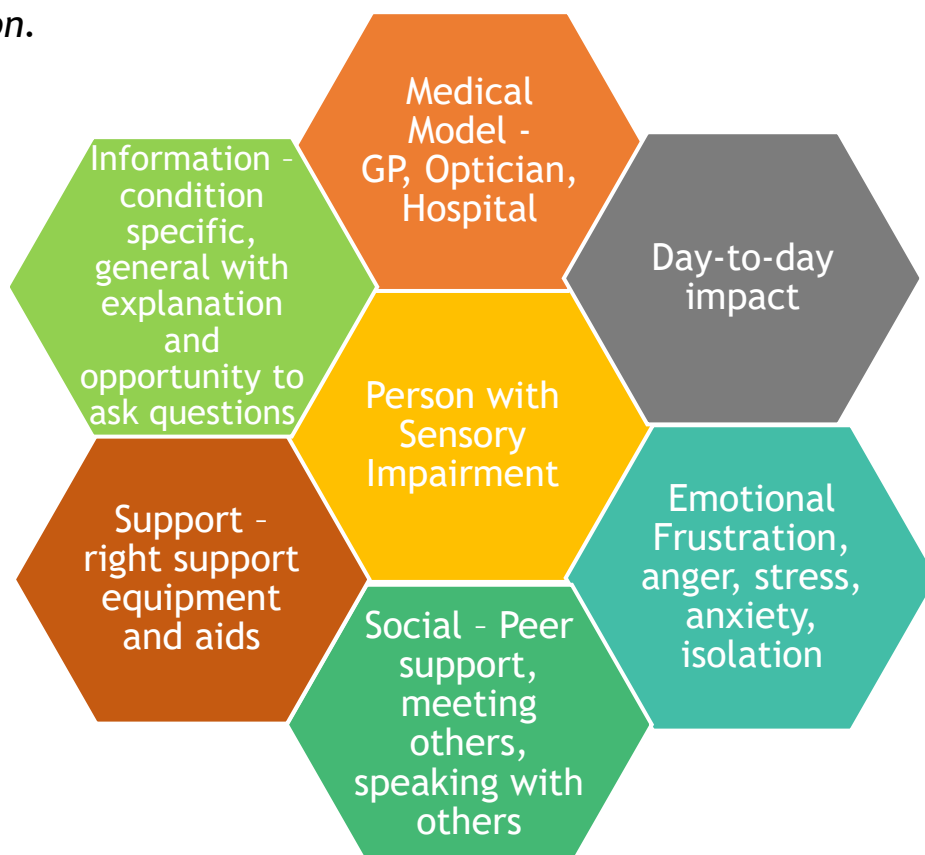 on.
Medical
Model -
GP, Optician,
Hospital
Information –
condition
specific,
general with
explanation
and
opportunity to
ask questions
Day-to-day
impact
Person with
Sensory
Impairment
Support –
right support
equipment
and aids
Emotional
Frustration,
anger, stress,
anxiety,
isolation
Social – Peer
support,
meeting
others,
speaking with
others